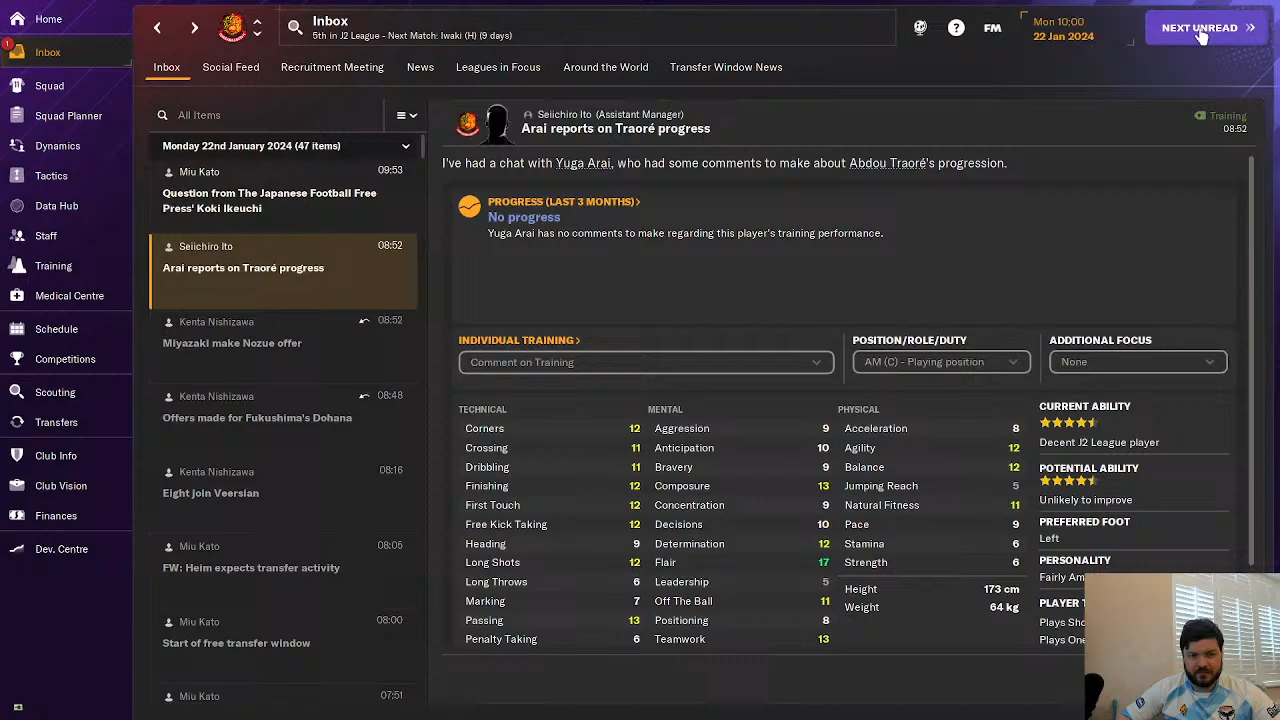 Home
Inbox
1
Squad
Squad Planner
Dynamics
Tactics
Data Hub
Staff
Training
Medical Centre
Schedule
Competitions
Scouting
Transfers
Club Info
Club Vision
Finances
Dev. Centre
Inbox
5th in J2 League - Next Match: Iwaki (H) (9 days)
?
FM
Mon 10:00
22 Jan 2024
NEXT UNREAD
Inbox
Social Feed
Recruitment Meeting
News
Leagues in Focus
Around the World
Transfer Window News
All Items
Monday 22nd January 2024 (47 items)
Miu Kato 09:53
Question from The Japanese Football Free
Press' Koki Ikeuchi
Seiichiro Ito 08:52
Arai reports on Traoré progress
Kenta Nishizawa 08:52
Miyazaki make Nozue offer
Kenta Nishizawa 08:48
Offers made for Fukushima's Dohana
Kenta Nishizawa 08:16
Eight join Veersian
Miu Kato 08:05
FW: Heim expects transfer activity
Miu Kato 08:00
Start of free transfer window
Miu Kato 07:51
Seiichiro Ito (Assistant Manager)
Arai reports on Traoré progress
Training
08:52
I've had a chat with Yuga Arai, who had some comments to make about Abdou Traoré's progression.
PROGRESS (LAST 3 MONTHS)>
No progress
Yuga Arai has no comments to make regarding this player's training performance.
INDIVIDUAL TRAINING>
Comment on Training
POSITION/ROLE/DUTY
AM (C) - Playing position
ADDITIONAL FOCUS
None
TECHNICAL
Corners 12
Crossing 11
Dribbling 11
Finishing 12
First Touch 12
Free Kick Taking 12
Heading 9
Long Shots 12
Long Throws 6
Marking 7
Passing 13
Penalty Taking 6
MENTAL
Aggression 9
Anticipation 10
Bravery 9
Composure 13
Concentration 9
Decisions 10
Determination 12
Flair 17
Leadership 5
Off The Ball 11
Positioning 8
Teamwork 13
PHYSICAL
Acceleration 8
Agility 12
Balance 12
Jumping Reach 5
Natural Fitness 11
Pace 9
Stamina 6
Strength 6
Height 173 cm
Weight 64 kg
CURRENT ABILITY
Decent J2 League player
POTENTIAL ABILITY
Unlikely to improve
PREFERRED FOOT
Left
PERSONALITY
Fairly Am
PLAYER T
Plays Sho
Plays One